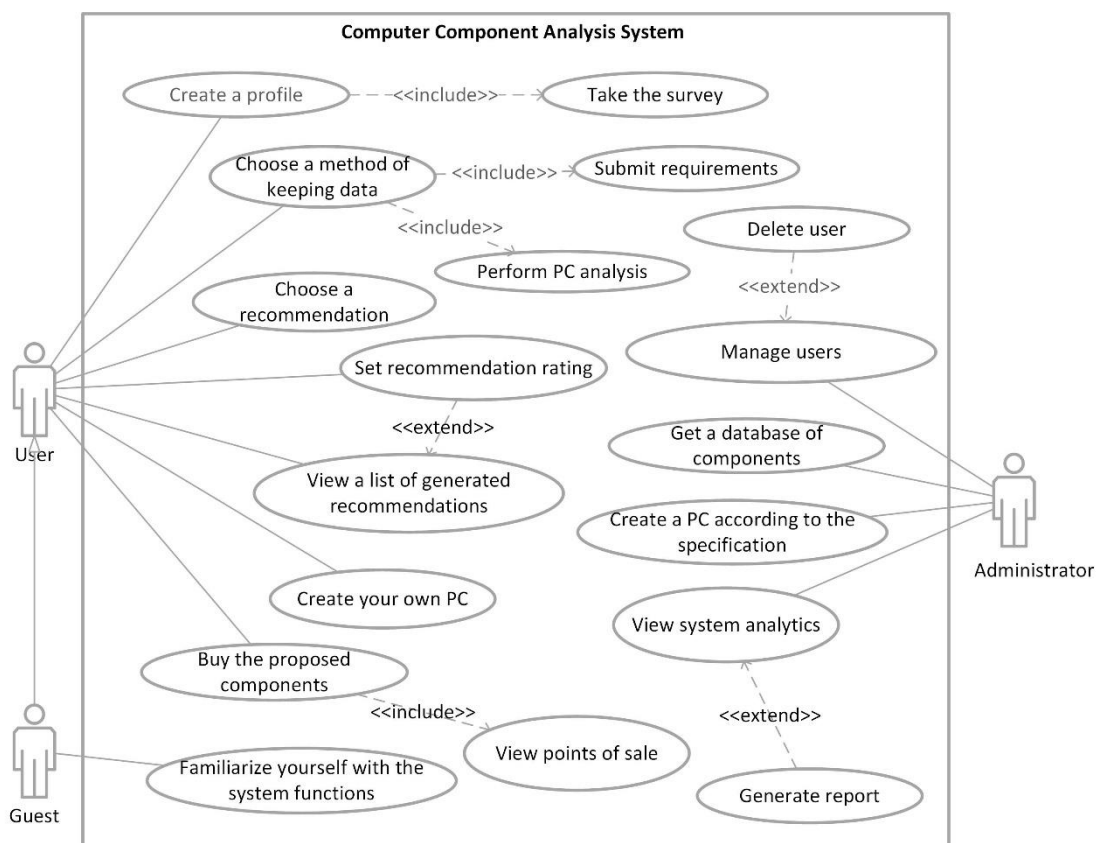 Computer Component Analysis System
Create a profile
<<include>>
Take the survey
Choose a method of
keeping data
<<include>>
Submit requirements
<<include>>
Perform PC analysis
Delete user
<<extend>>
Choose a
recommendation
Manage users
Set recommendation rating
<<extend>>
User
View a list of generated
recommendations
Get a database of
components
Create a PC according to the
specification
Administrator
Create your own PC
View system analytics
Buy the proposed
components
<<include>>
View points of sale
<<extend>>
Generate report
Familiarize yourself with the
system functions
Guest